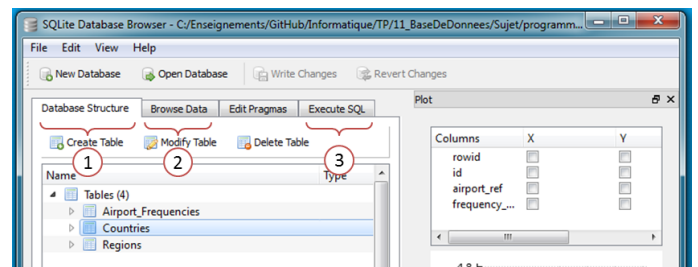 SQLite Database Browser - C:/Enseignements/GitHub/Informatique/TP/11_BaseDeDonnees/Sujet/programm...
File Edit View Help
New Database Open Database Write Changes Revert Changes
Database Structure Browse Data Edit Pragmas Execute SQL
Plot
Create Table Modify Table Delete Table
1 2 3
Columns X Y
rowid
id
airport_ref
frequency_...
Name Type
Tables (4)
Airport_Frequencies
Countries
Regions